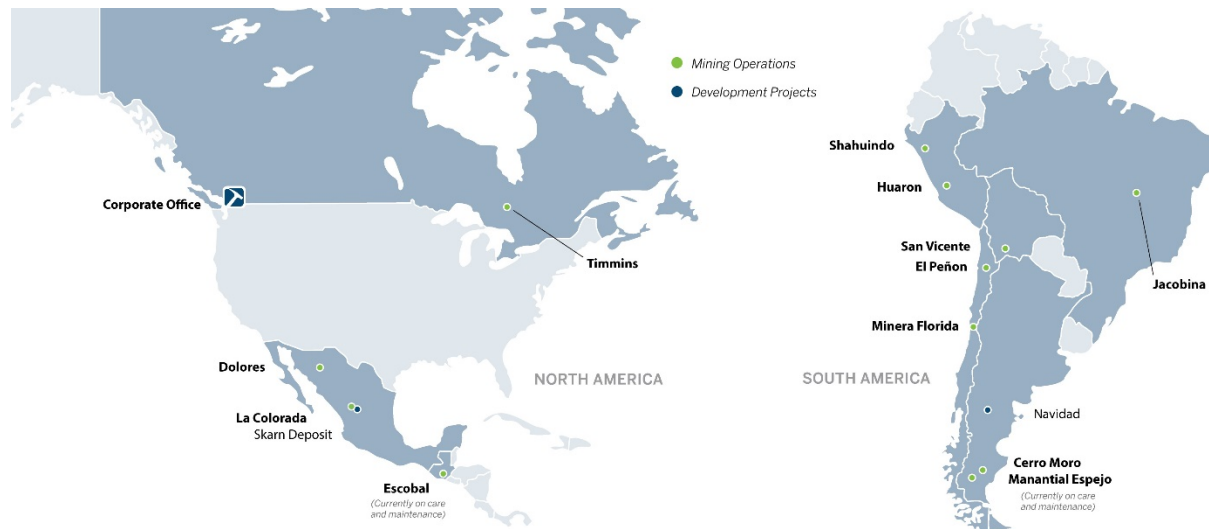 Mining Operations
Development Projects
Corporate Office
Timmins
Dolores
La Colorada
Skarn Deposit
Escobal
(Currently on care
and maintenance)
NORTH AMERICA
Shahuindo
Huaron
San Vicente
El Peñon
Jacobina
Minera Florida
SOUTH AMERICA
Navidad
Cerro Moro
Manantial Espejo
(Currently on care
and maintenance)